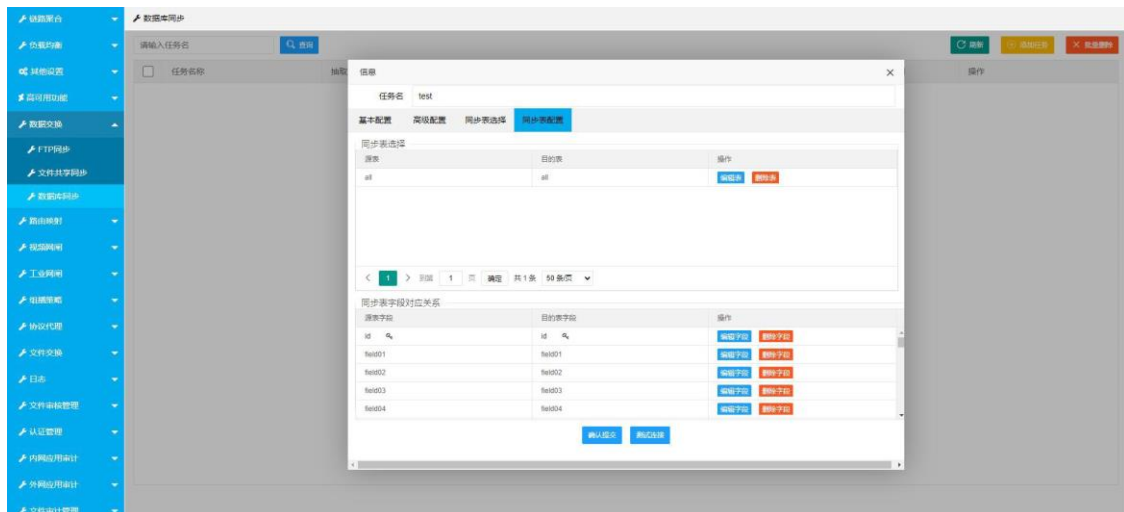 链路聚合
负载均衡
其他设置
高可用功能
数据交换
FTP同步
文件共享同步
数据库同步
路由映射
视频网闸
工业网闸
组播策略
协议代理
文件交换
日志
文件审核管理
认证管理
内网应用审计
外网应用审计
文件审计管理
数据库同步
请输入任务名 查询 刷新 添加任务 批量删除
任务名称 抽取 操作
信息
任务名 test
基本配置 高级配置 同步表选择 同步表配置
同步表选择
源表 目的表 操作
all all 编辑表 删除表
1 到第 1 页 确定 共 1 条 50 条/页
同步表字段对应关系
源表字段 目的表字段 操作
id id 编辑字段 删除字段
field01 field01 编辑字段 删除字段
field02 field02 编辑字段 删除字段
field03 field03 编辑字段 删除字段
field04 field04 编辑字段 删除字段
确认提交 测试连接